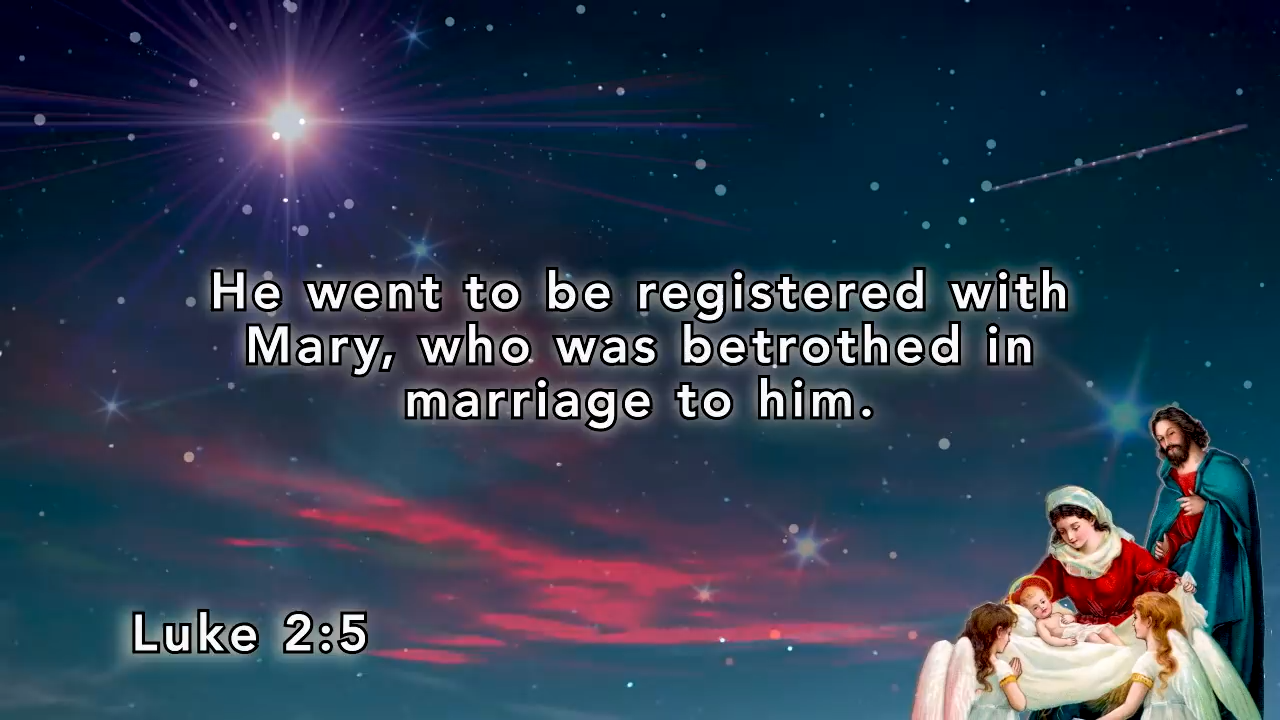 He went to be registered with
Mary, who was betrothed in
marriage to him.
Luke 2:5